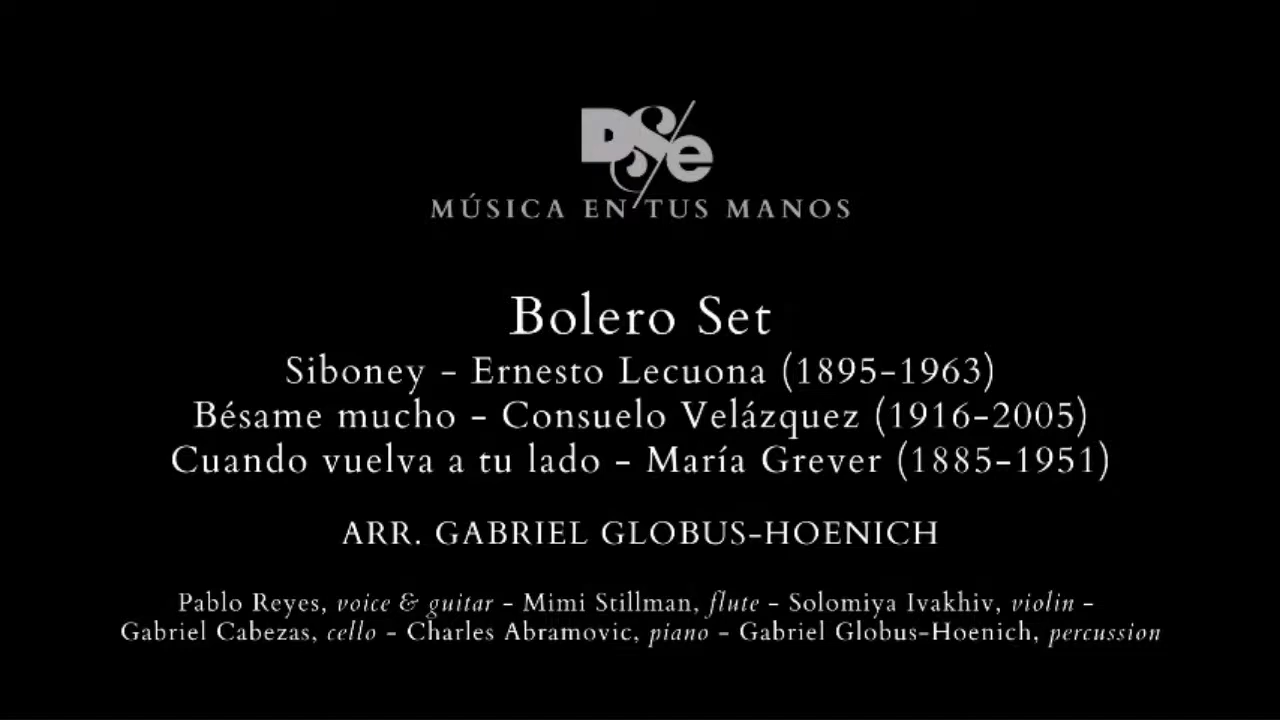 DSe
MÚSICA EN TUS MANOS
Bolero Set
Siboney - Ernesto Lecuona (1895-1963)
Bésame mucho - Consuelo Velázquez (1916-2005)
Cuando vuelva a tu lado - María Grever (1885-1951)
ARR. GABRIEL GLOBUS-HOENICH
Pablo Reyes, voice & guitar - Mimi Stillman, flute - Solomiya Ivakhiv, violin -
Gabriel Cabezas, cello - Charles Abramovic, piano - Gabriel Globus-Hoenich, percussion